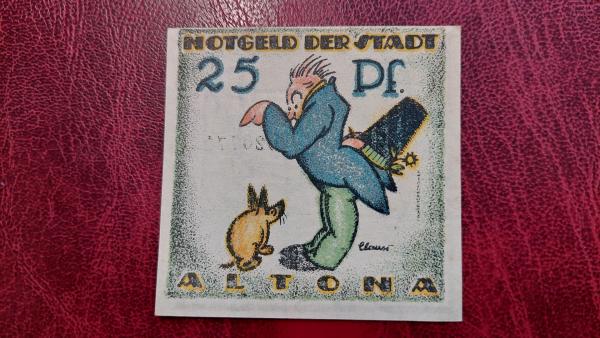 NOTGELD DER STADT
25 Pf.
ALTONA